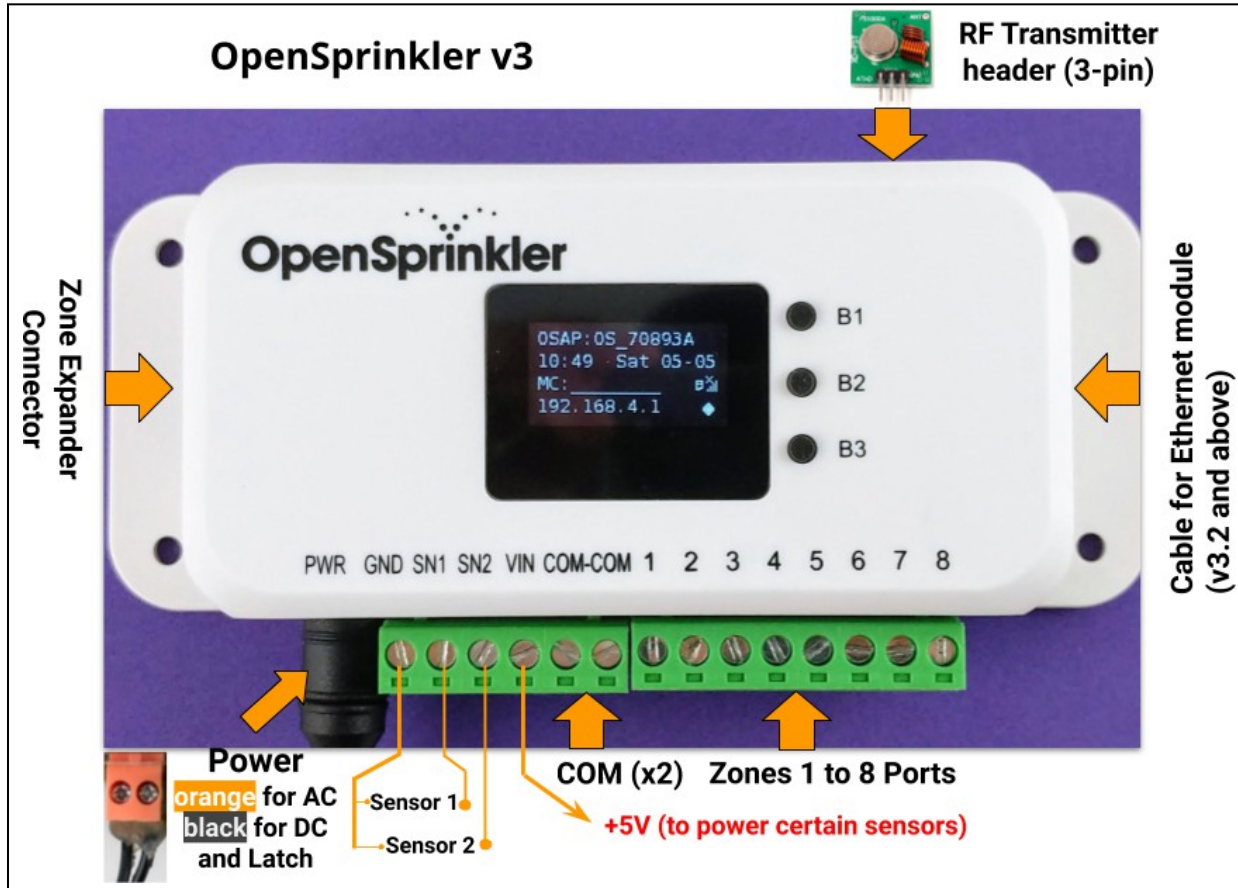 OpenSprinkler v3
RF Transmitter
header (3-pin)
Zone Expander
Connector
OpenSprinkler
OSAP:OS_70893A
10:49 Sat 05-05
MC:_________
192.168.4.1
B1
B2
B3
Cable for Ethernet module
(v3.2 and above)
PWR GND SN1 SN2 VIN COM-COM 1 2 3 4 5 6 7 8
Power
orange for AC
black for DC
and Latch
Sensor 1
Sensor 2
COM (x2)
Zones 1 to 8 Ports
+5V (to power certain sensors)